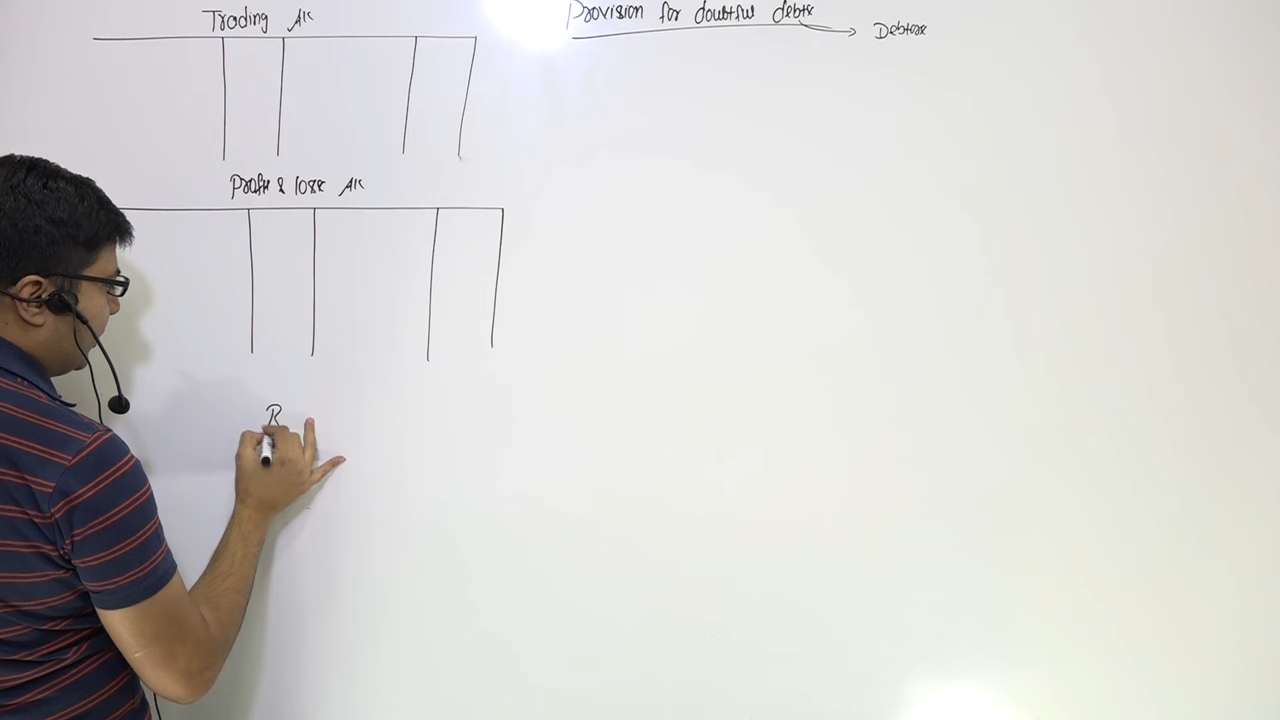 Trading A/c
Provision for doubtful debts
Debtors
Profit & loss A/c
B